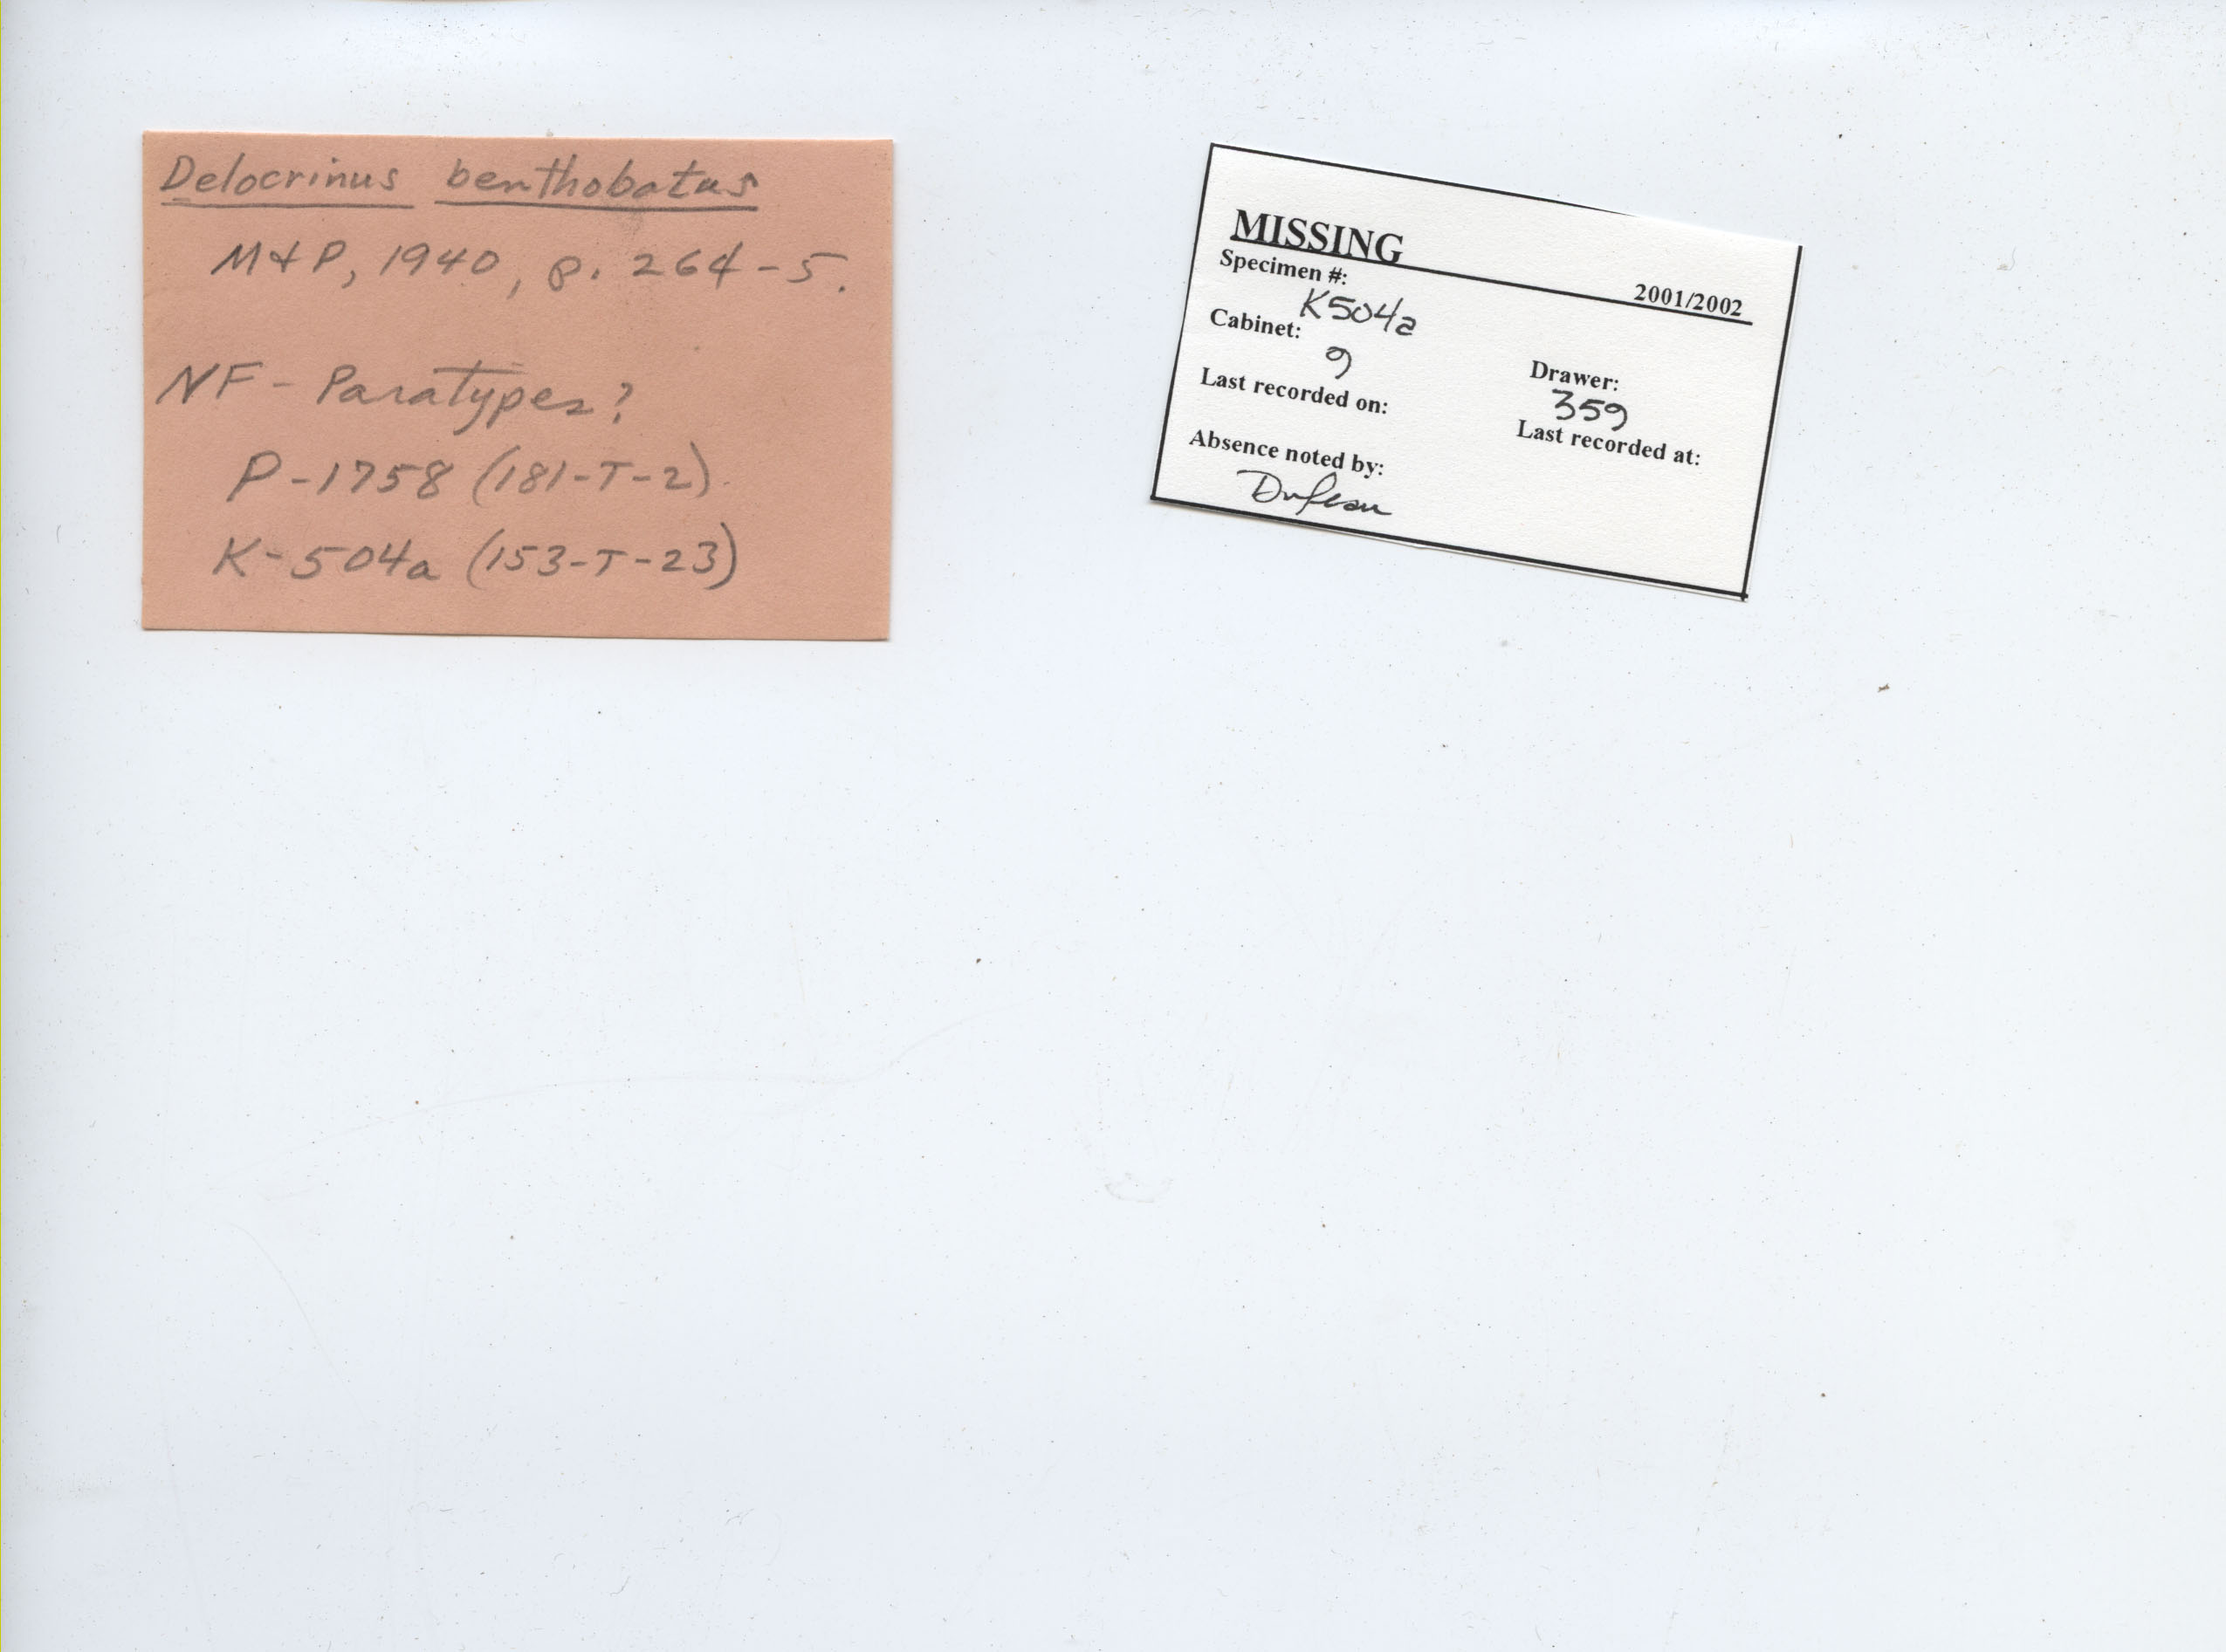 Delocrinus benthobatus
M+P, 1940, p. 264-5.
NF- Paratypes?
P-1758 (181-T-2)
K-504a (153-T-23)
MISSING
2001/2002
Specimen #:
K504a
Cabinet:
9
Drawer:
359
Last recorded on:
Last recorded at:
Absence noted by: